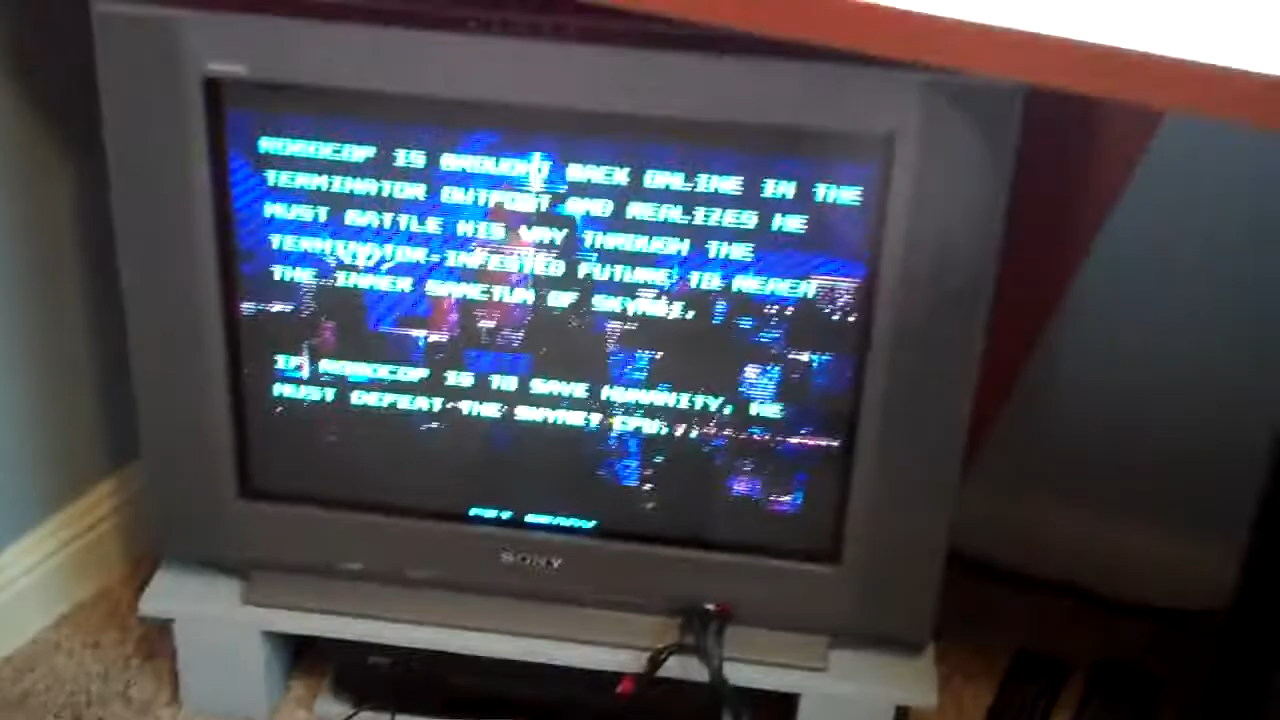 ROBOCOP IS BROUGHT BACK ONLINE IN THE
TERMINATOR OUTPOST AND REALIZES HE
MUST BATTLE HIS WAY THROUGH THE
TERMINATOR-INFESTED FUTURE TO REACH
THE INNER SANCTUM OF SKYNET.
IF ROBOCOP IS TO SAVE HUMANITY, HE
MUST DEFEAT THE SKYNET CPU...
SONY